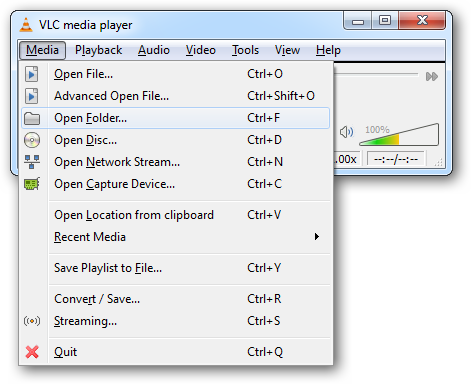 VLC media player
Media Playback Audio Video Tools View Help
Open File... Ctrl+O
Advanced Open File... Ctrl+Shift+O
Open Folder... Ctrl+F
Open Disc... Ctrl+D
Open Network Stream... Ctrl+N
Open Capture Device... Ctrl+C
Open Location from clipboard Ctrl+V
Recent Media
Save Playlist to File... Ctrl+Y
Convert / Save... Ctrl+R
Streaming... Ctrl+S
Quit Ctrl+Q
100%
.00x --:--/--:--